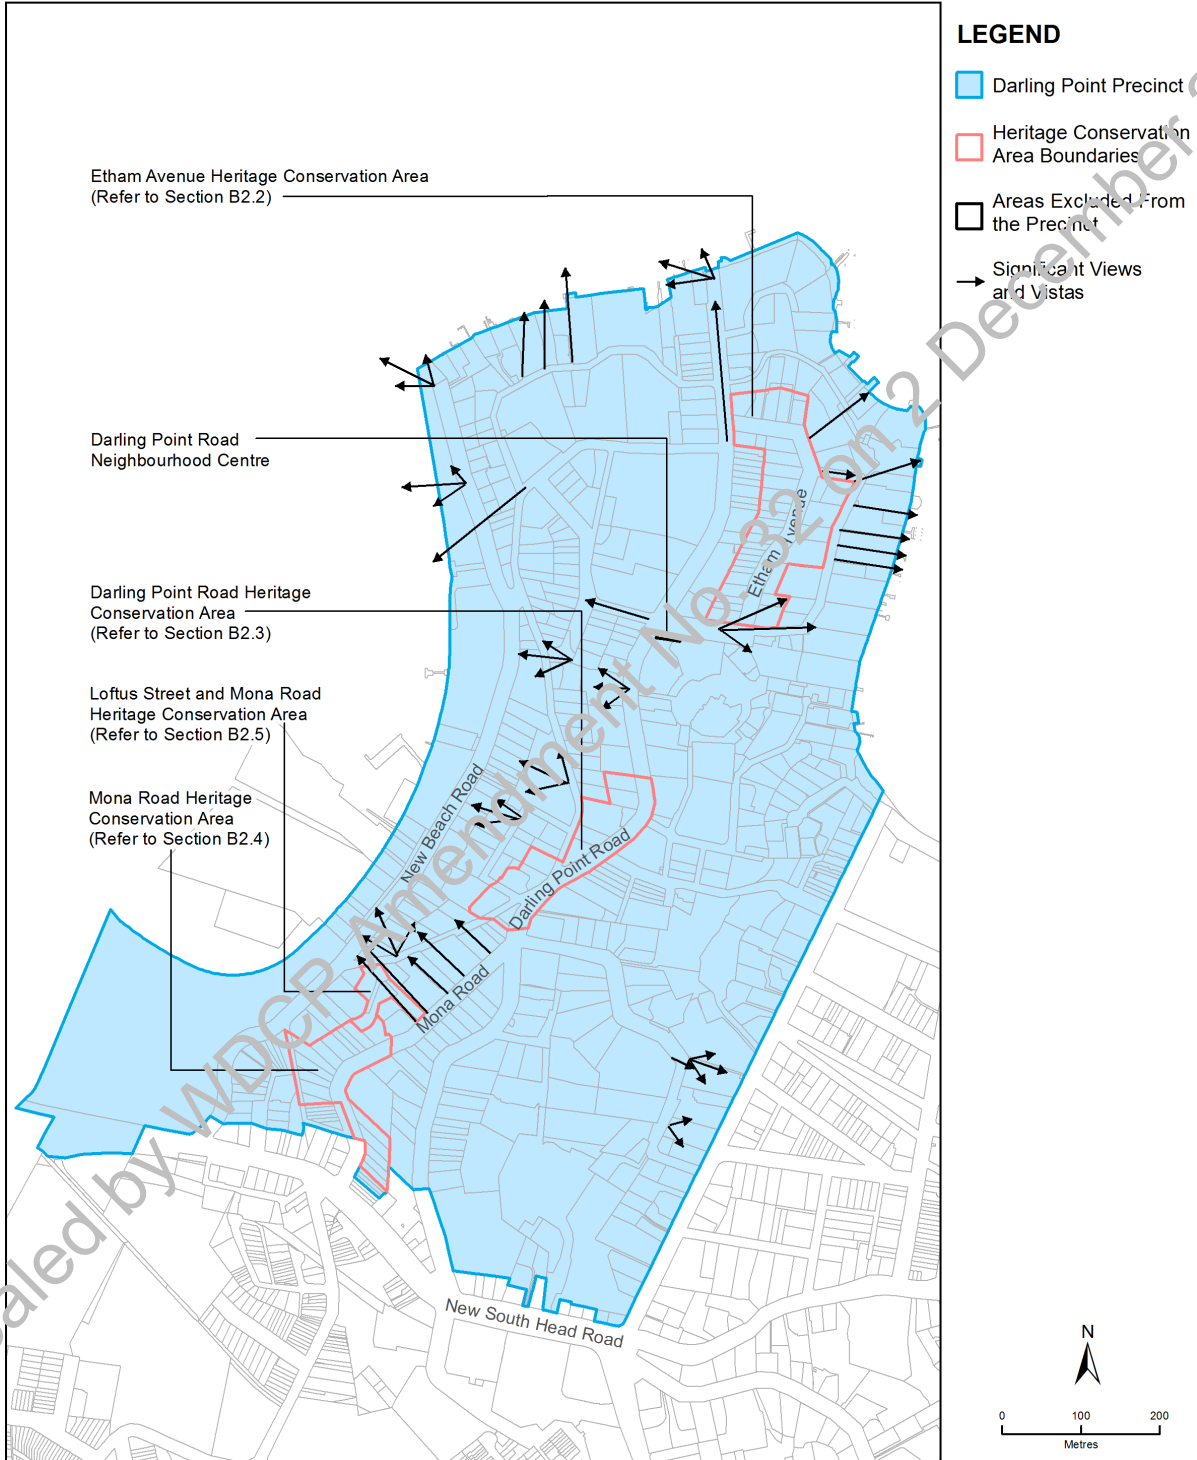 LEGEND
Darling Point Precinct
Heritage Conservation
Area Boundaries
Areas Excluded From
the Precinct
Significant Views
and Vistas
Etham Avenue Heritage Conservation Area
(Refer to Section B2.2)
Darling Point Road
Neighbourhood Centre
Darling Point Road Heritage
Conservation Area
(Refer to Section B2.3)
Loftus Street and Mona Road
Heritage Conservation Area
(Refer to Section B2.5)
Mona Road Heritage
Conservation Area
(Refer to Section B2.4)
Etham Avenue
New Beach Road
Darling Point Road
Mona Road
New South Head Road
N
0 100 200
Metres
aled by WDCP Amendment No. 32 on 2 December